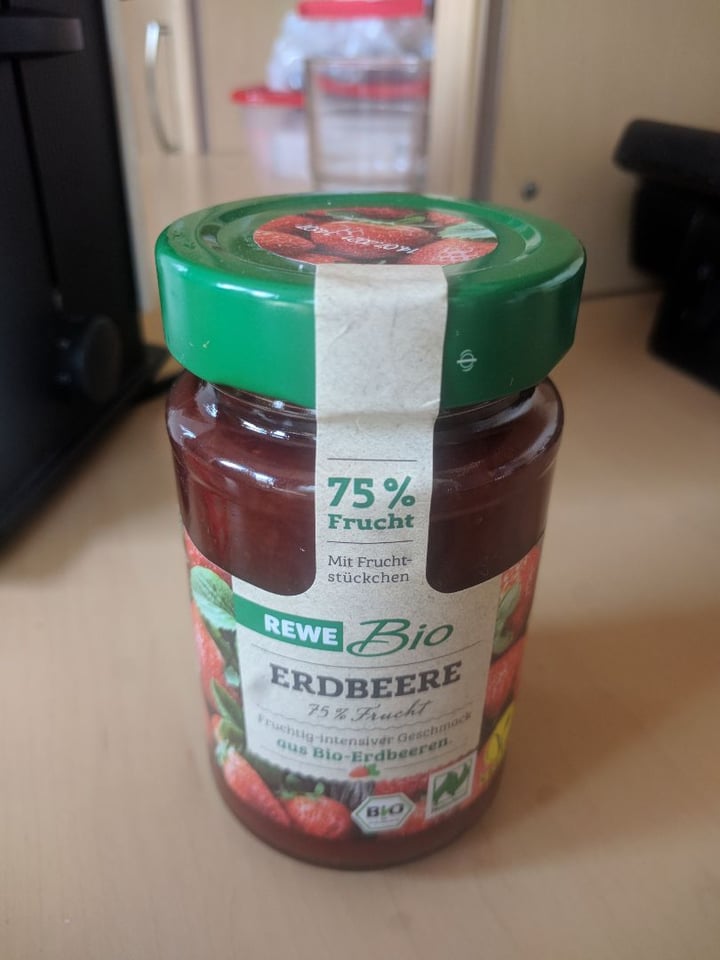 75%
Frucht
Mit Frucht-
stückchen
REWE Bio
ERDBEERE
75% Frucht
Fruchtig-intensiver Geschmack
aus Bio-Erdbeeren.
BIO